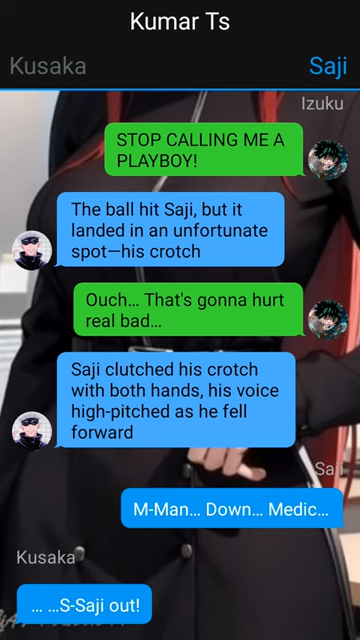 Kumar Ts
Kusaka
Saji
Izuku
STOP CALLING ME A
PLAYBOY!
The ball hit Saji, but it
landed in an unfortunate
spot—his crotch
Ouch... That's gonna hurt
real bad...
Saji clutched his crotch
with both hands, his voice
high-pitched as he fell
forward
Saji
M-Man... Down... Medic...
Kusaka
... ...S-Saji out!